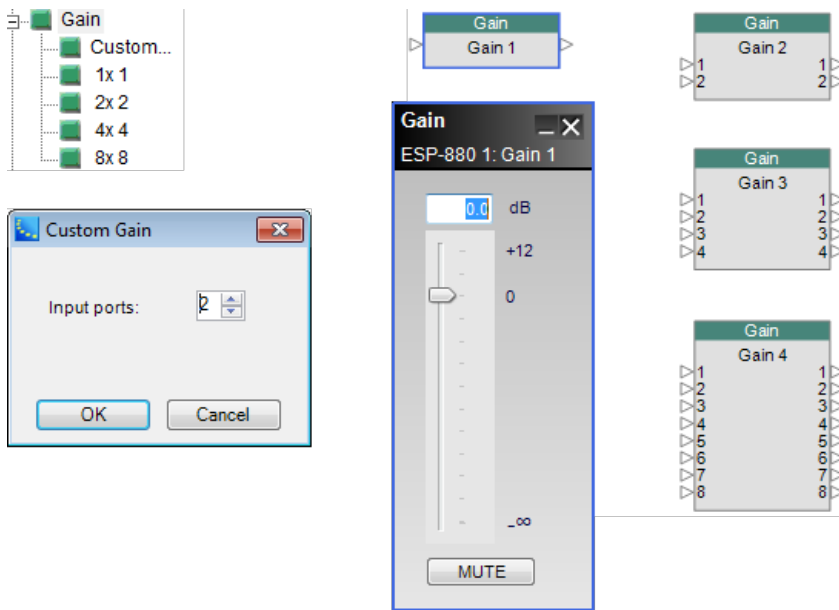 Gain
Custom...
1x 1
2x 2
4x 4
8x 8
Custom Gain
Input ports:
2
OK
Cancel
Gain
Gain 1
Gain
ESP-880 1: Gain 1
0.0 dB
+12
0
-∞
MUTE
Gain
Gain 2
1 1
2 2
Gain
Gain 3
1 1
2 2
3 3
4 4
Gain
Gain 4
1 1
2 2
3 3
4 4
5 5
6 6
7 7
8 8